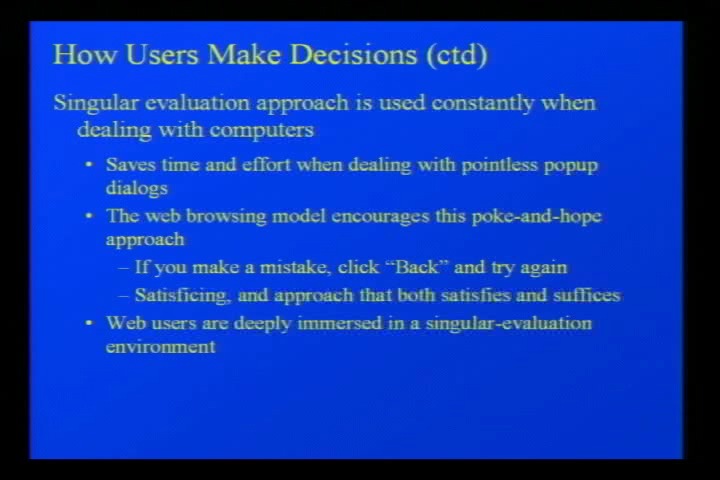 How Users Make Decisions (ctd)
Singular evaluation approach is used constantly when
dealing with computers
• Saves time and effort when dealing with pointless popup
dialogs
• The web browsing model encourages this poke-and-hope
approach
– If you make a mistake, click “Back” and try again
– Satisficing, and approach that both satisfies and suffices
• Web users are deeply immersed in a singular-evaluation
environment